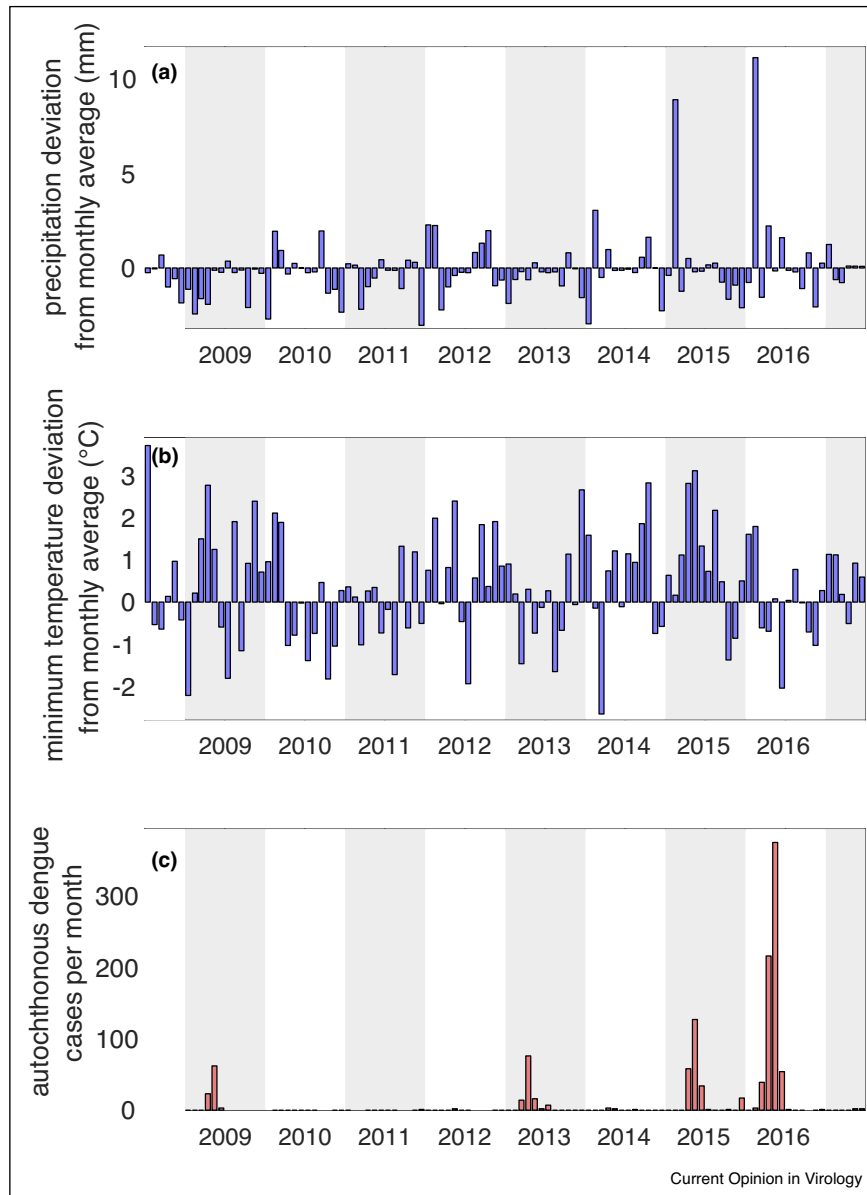 precipitation deviation
from monthly average (mm)
(a)
10
5
0
2009 2010 2011 2012 2013 2014 2015 2016
minimum temperature deviation
from monthly average (°C)
(b)
3
2
1
0
-1
-2
2009 2010 2011 2012 2013 2014 2015 2016
autochthonous dengue
cases per month
(c)
300
200
100
0
2009 2010 2011 2012 2013 2014 2015 2016
Current Opinion in Virology